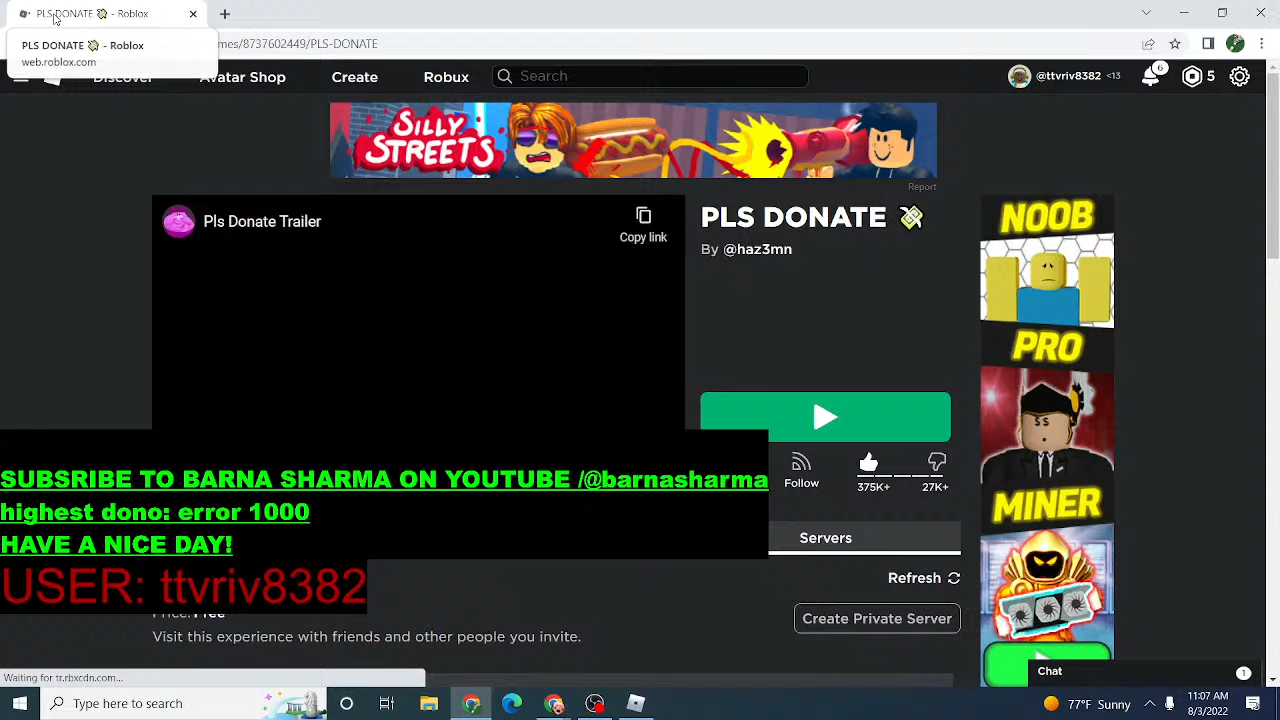 PLS DONATE 💸 - Roblox
PLS DONATE 💸 - Roblox
web.roblox.com
mes/8737602449/PLS-DONATE
Discover
Avatar Shop
Create
Robux
Search
@ttvriv8382 <13
6
5
SILLY STREETS
Report
Pls Donate Trailer
Copy link
PLS DONATE 💸
By @haz3mn
NOOB
PRO
MINER
Follow
375K+
27K+
SUBSRIBE TO BARNA SHARMA ON YOUTUBE /@barnasharma
highest dono: error 1000
HAVE A NICE DAY!
USER: ttvriv8382
Servers
Refresh
Price: Free
Create Private Server
Visit this experience with friends and other people you invite.
Chat
1
Waiting for tr.rbxcdn.com...
Type here to search
77°F Sunny
11:07 AM
8/3/2022